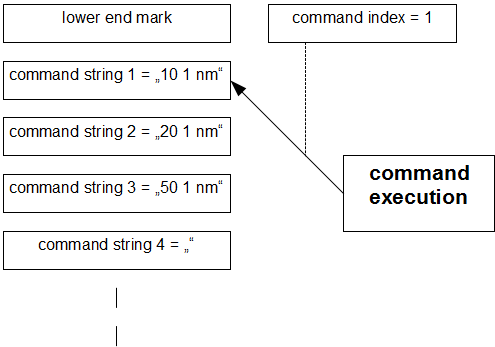 lower end mark
command index = 1
command string 1 = „10 1 nm“
command string 2 = „20 1 nm“
command string 3 = „50 1 nm“
command
execution
command string 4 = „“